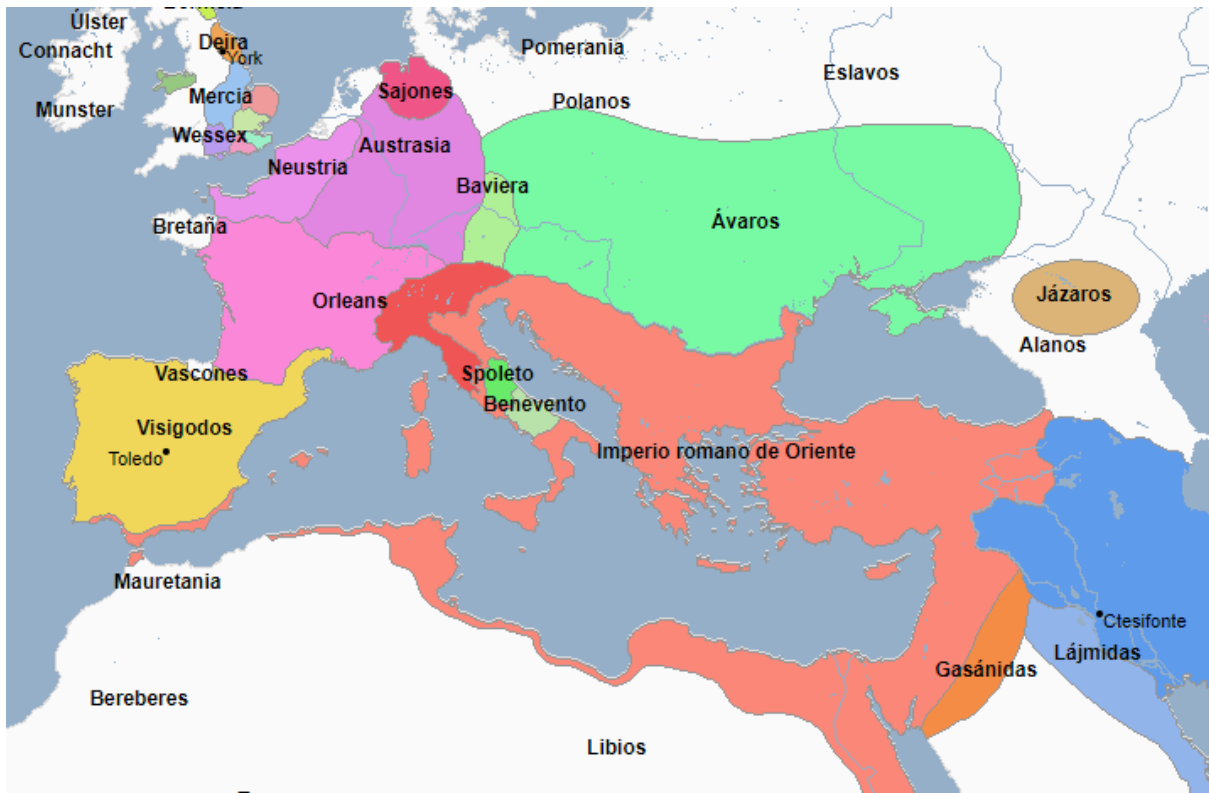 Úlster
Connacht
Deira
York
Pomerania
Eslavos
Sajones
Polanos
Munster
Mercia
Wessex
Austrasia
Neustria
Baviera
Bretaña
Ávaros
Orleans
Jázaros
Alanos
Vascones
Spoleto
Benevento
Visigodos
Toledo
Imperio romano de Oriente
Mauretania
Ctesifonte
Lájmidas
Gasánidas
Bereberes
Libios